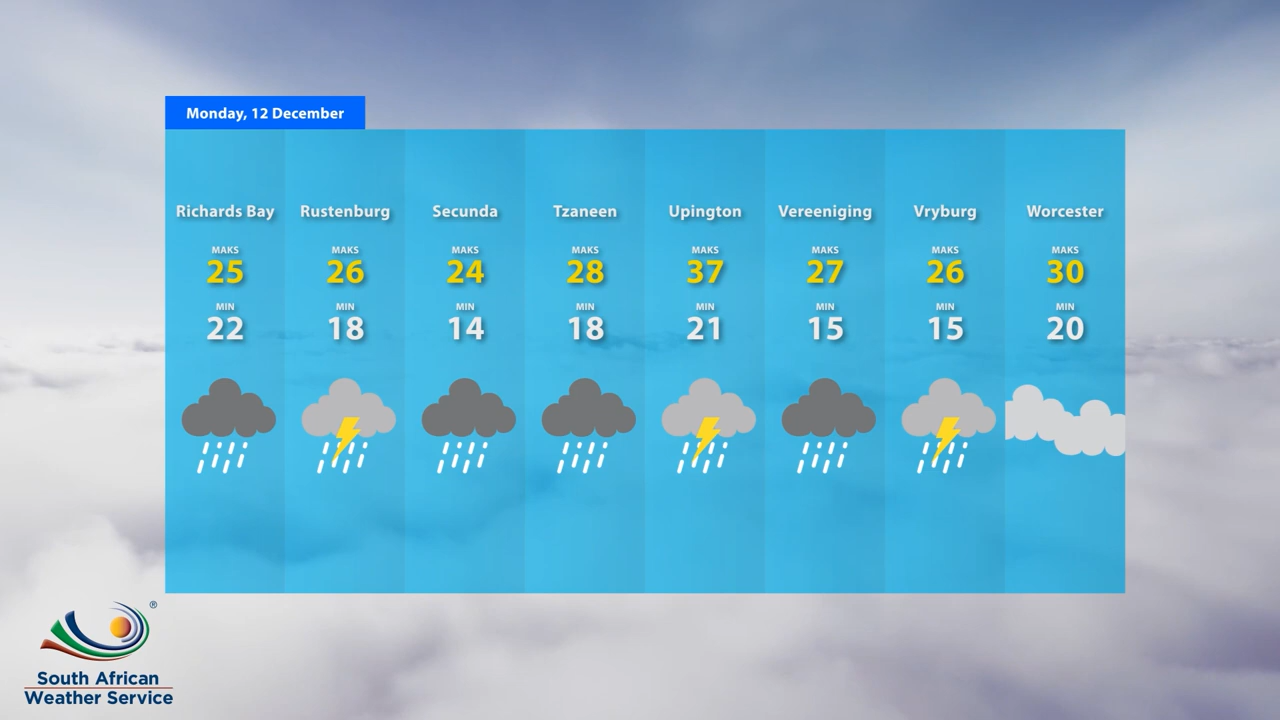 Monday, 12 December
Richards Bay Rustenburg Secunda Tzaneen Upington Vereeniging Vryburg Worcester
MAKS MAKS MAKS MAKS MAKS MAKS MAKS MAKS
25 26 24 28 37 27 26 30
MIN MIN MIN MIN MIN MIN MIN MIN
22 18 14 18 21 15 15 20
®
South African
Weather Service